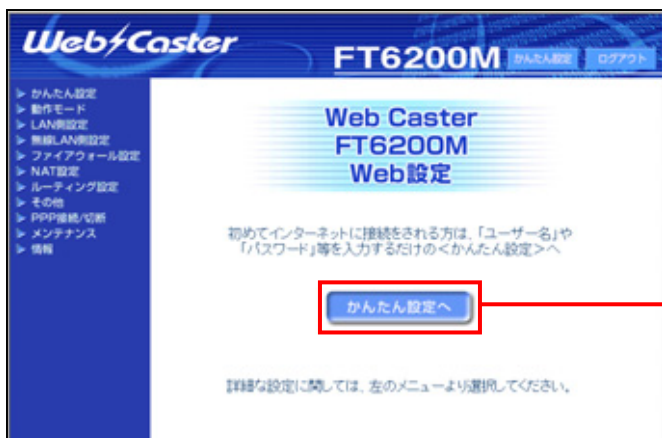 Web Caster
FT6200M
かんたん設定
ログアウト
かんたん設定
動作モード
LAN側設定
無線LAN側設定
ファイアウォール設定
NAT設定
ルーティング設定
その他
PPP接続/切断
メンテナンス
情報
Web Caster
FT6200M
Web設定
初めてインターネットに接続をされる方は、「ユーザー名」や
「パスワード」等を入力するだけの<かんたん設定>へ
かんたん設定へ
詳細な設定に関しては、左のメニューより選択してください。